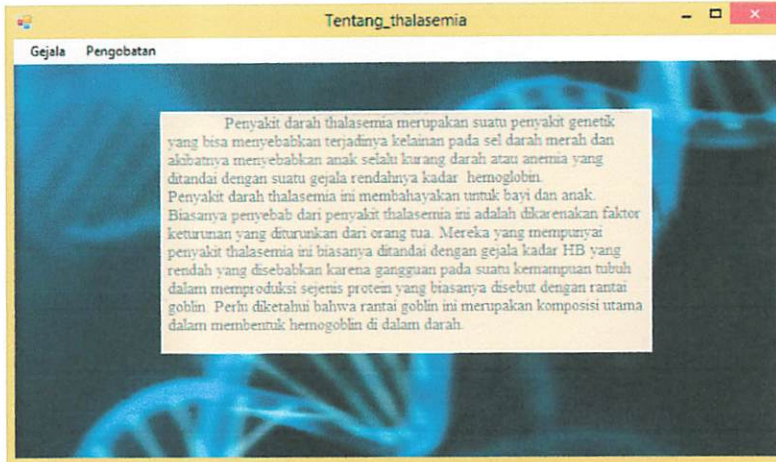 Tentang_thalasemia
Gejala Pengobatan
Penyakit darah thalasemia merupakan suatu penyakit genetik
yang bisa menyebabkan terjadinya kelainan pada sel darah merah dan
akibatnya menyebabkan anak selalu kurang darah atau anemia yang
ditandai dengan suatu gejala rendahnya kadar hemoglobin.
Penyakit darah thalasemia ini membahayakan untuk bayi dan anak.
Biasanya penyebab dari penyakit thalasemia ini adalah dikarenakan faktor
keturunan yang diturunkan dari orang tua. Mereka yang mempunyai
penyakit thalasemia ini biasanya ditandai dengan gejala kadar HB yang
rendah yang disebabkan karena gangguan pada suatu kemampuan tubuh
dalam memproduksi sejenis protein yang biasanya disebut dengan rantai
goblin. Perlu diketahui bahwa rantai goblin ini merupakan komposisi utama
dalam membentuk hemogoblin di dalam darah.